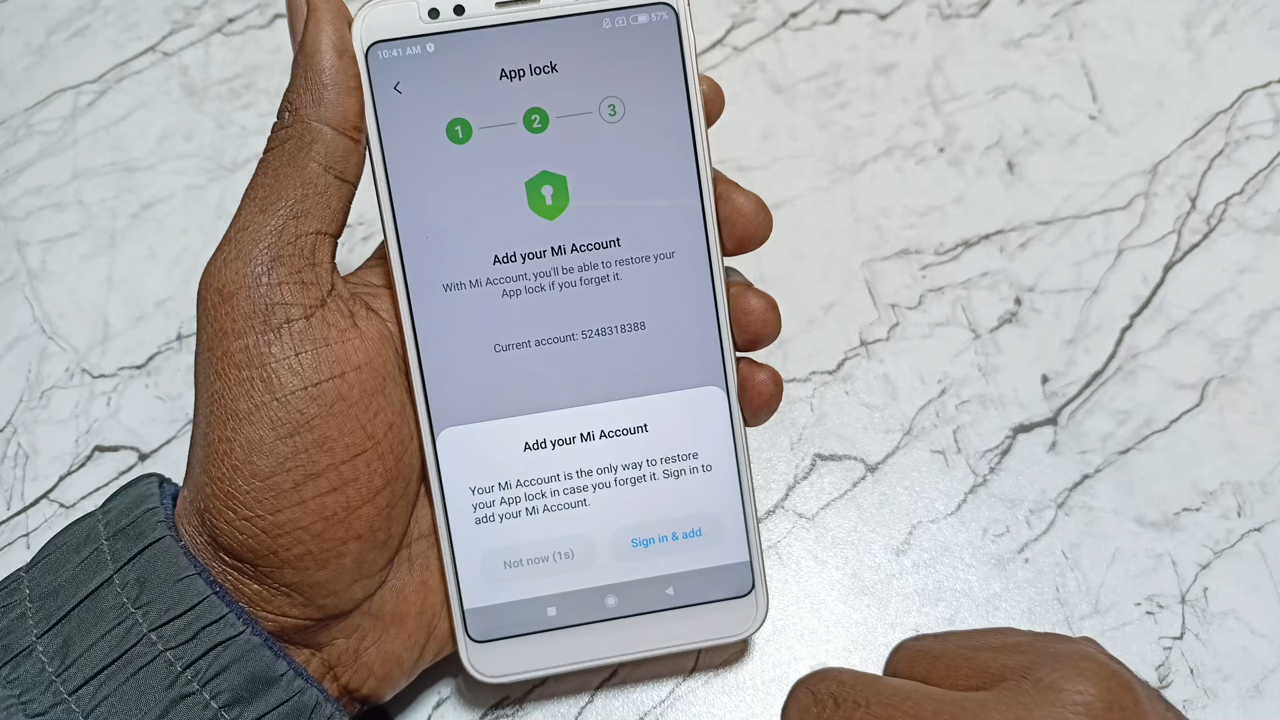 10:41 AM
57%
App lock
1 2 3
Add your Mi Account
With Mi Account, you'll be able to restore your
App lock if you forget it.
Current account: 5248318388
Add your Mi Account
Your Mi Account is the only way to restore
your App lock in case you forget it. Sign in to
add your Mi Account.
Not now (1s)
Sign in & add